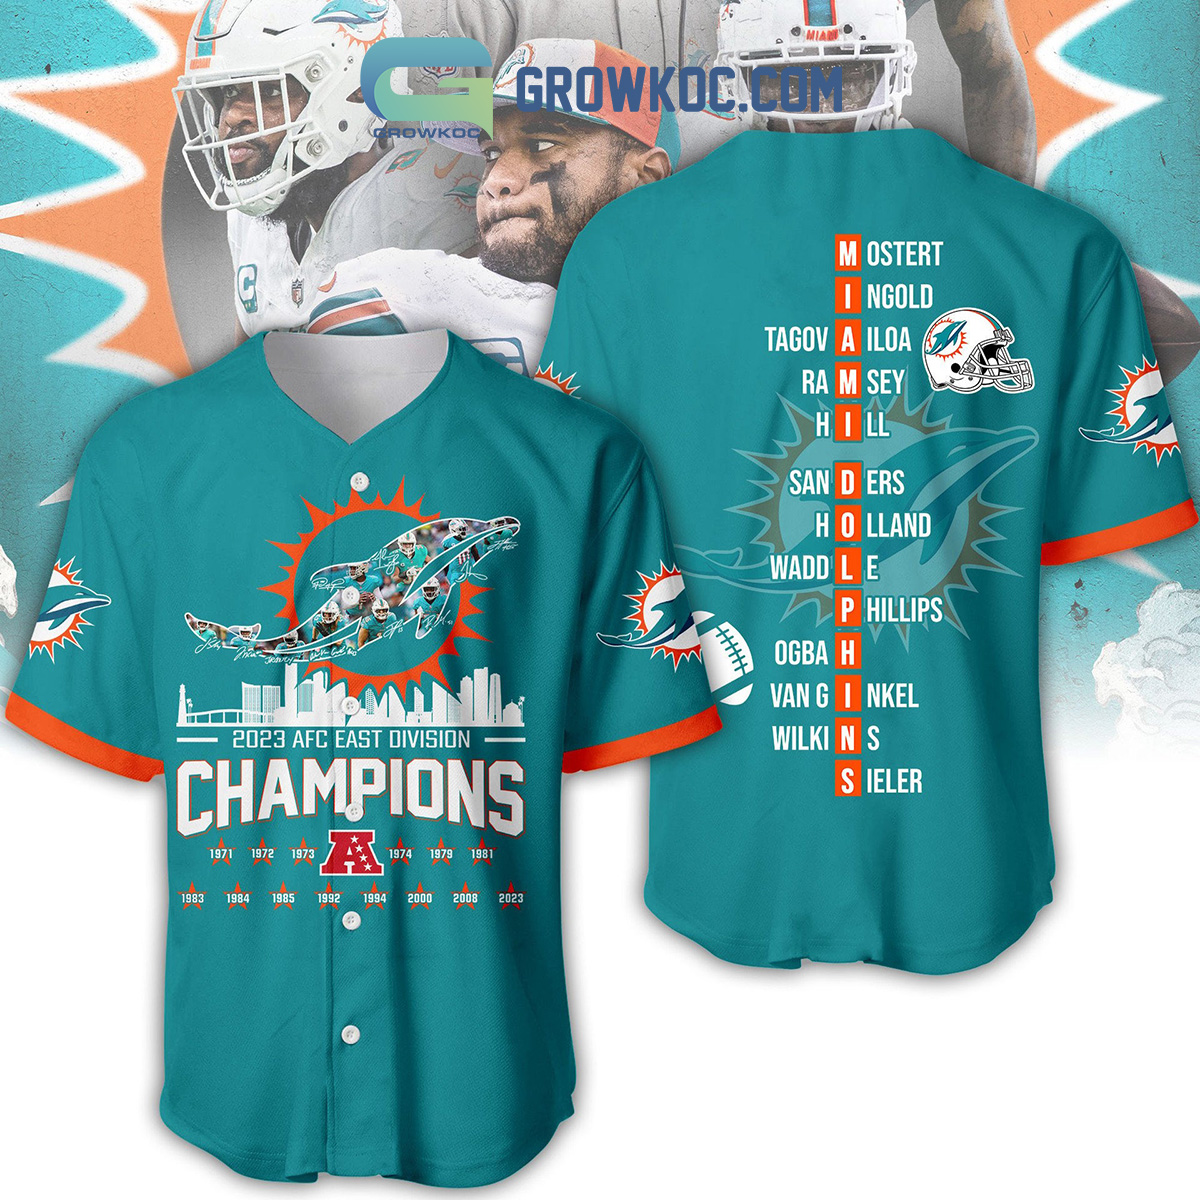 MIAMI
GROWKOC
GROWKOC.COM
C
MOSTERT
INGOLD
TAGOVAILOA
RAMSEY
HILL
SANDERS
HOLLAND
WADDLE
PHILLIPS
OGBAH
VAN GINKEL
WILKINS
SIELER
2023 AFC EAST DIVISION
CHAMPIONS
1971 1972 1973 A 1974 1979 1981
1983 1984 1985 1992 1994 2000 2008 2023